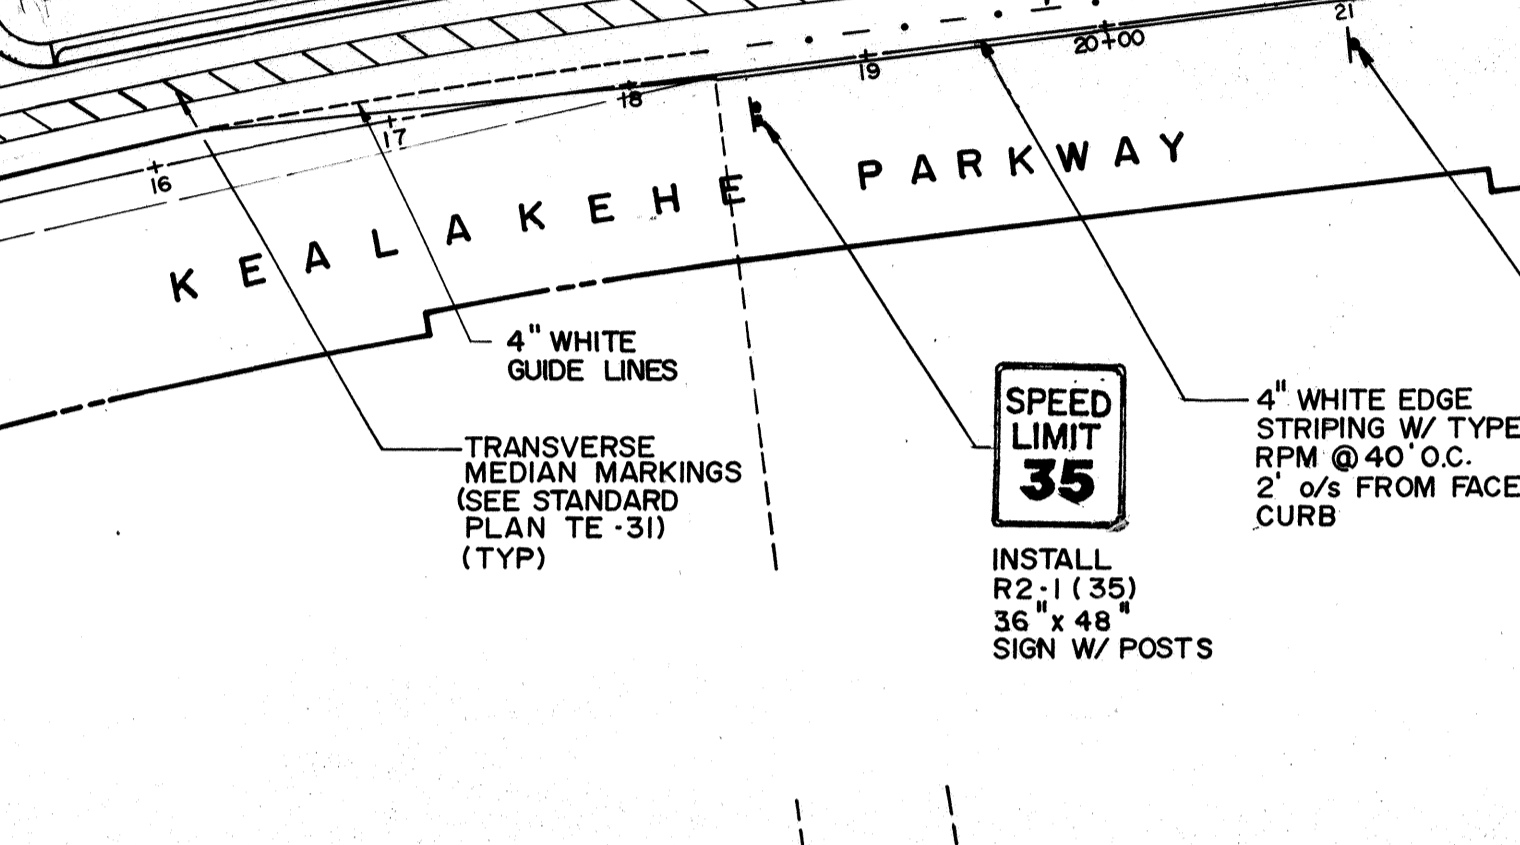 21
20+00
19
18
17
16
KEALAKEHE PARKWAY
4" WHITE
GUIDE LINES
TRANSVERSE
MEDIAN MARKINGS
(SEE STANDARD
PLAN TE-31)
(TYP)
SPEED
LIMIT
35
INSTALL
R2-1 (35)
36" x 48"
SIGN W/ POSTS
4" WHITE EDGE
STRIPING W/ TYPE
RPM @ 40' O.C.
2' o/s FROM FACE
CURB